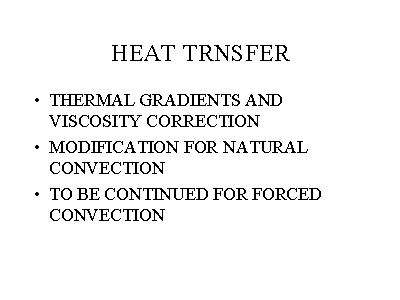 HEAT TRNSFER
• THERMAL GRADIENTS AND
VISCOSITY CORRECTION
• MODIFICATION FOR NATURAL
CONVECTION
• TO BE CONTINUED FOR FORCED
CONVECTION